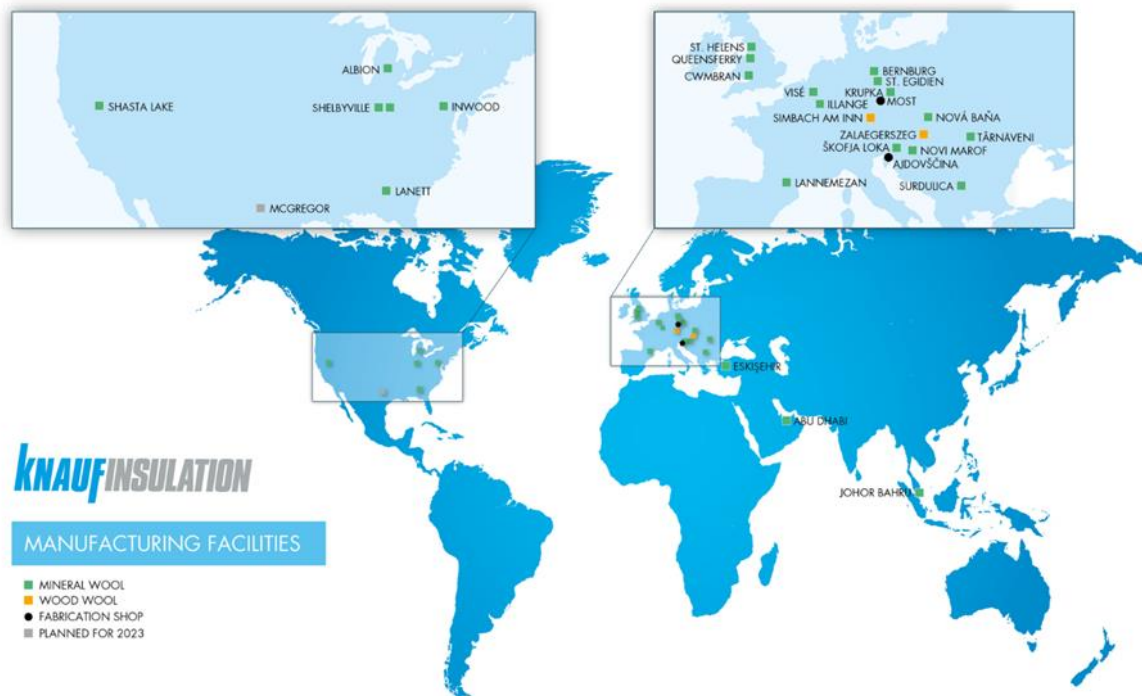 ALBION
SHASTA LAKE
SHELBYVILLE
INWOOD
LANETT
MCGREGOR
ST. HELENS
QUEENSFERRY
CWMBRAN
BERNBURG
ST. EGIDIEN
VISÉ
KRUPKA
MOST
ILLANGE
SIMBACH AM INN
NOVÁ BAŇA
ZALAEGERSZEG
TÂRNĂVENI
ŠKOFJA LOKA
NOVI MAROF
AJDOVŠČINA
LANNEMEZAN
SURDULICA
ESKIŞEHIR
ABU DHABI
JOHOR BAHRU
KNAUFINSULATION
MANUFACTURING FACILITIES
MINERAL WOOL
WOOD WOOL
FABRICATION SHOP
PLANNED FOR 2023